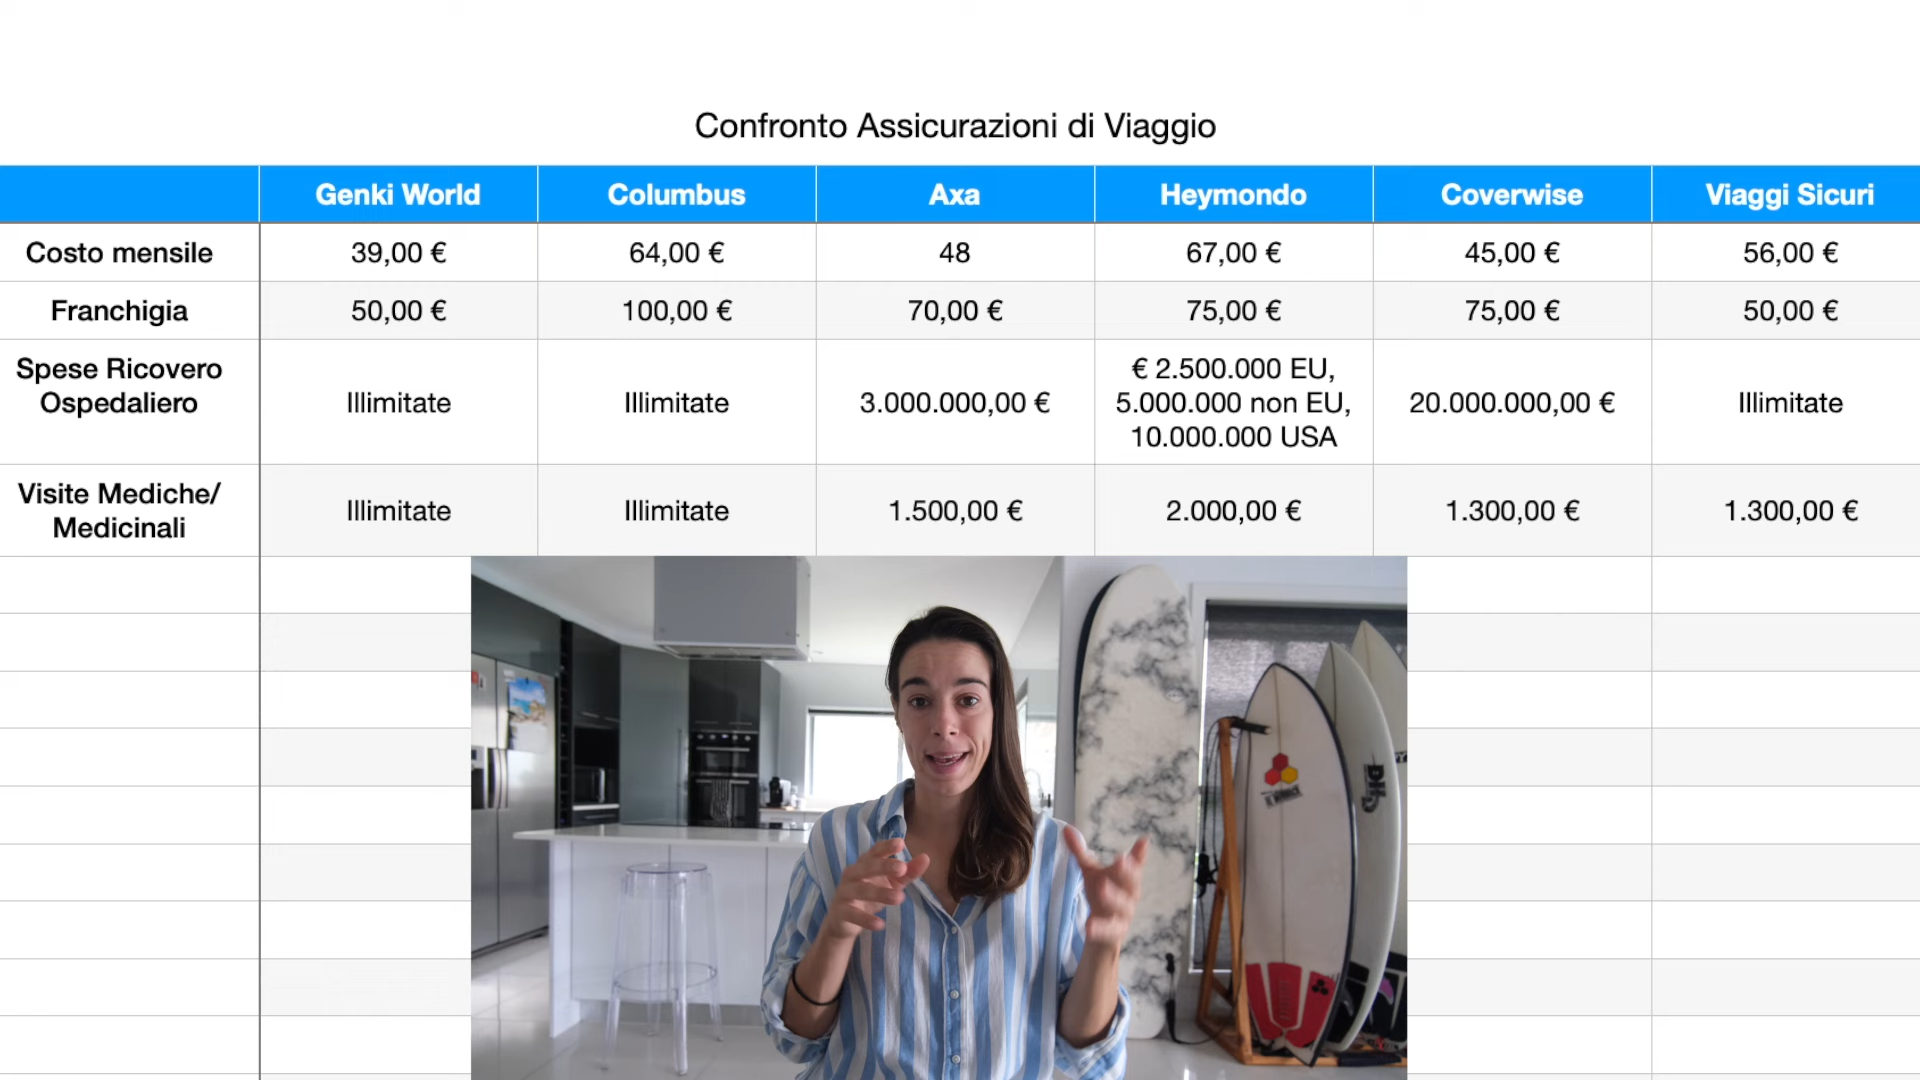 Confronto Assicurazioni di Viaggio
Genki World Columbus Axa Heymondo Coverwise Viaggi Sicuri
Costo mensile 39,00 € 64,00 € 48 67,00 € 45,00 € 56,00 €
Franchigia 50,00 € 100,00 € 70,00 € 75,00 € 75,00 € 50,00 €
Spese Ricovero
Ospedaliero
Illimitate Illimitate 3.000.000,00 €
€ 2.500.000 EU,
5.000.000 non EU,
10.000.000 USA
20.000.000,00 € Illimitate
Visite Mediche/
Medicinali
Illimitate Illimitate 1.500,00 € 2.000,00 € 1.300,00 € 1.300,00 €